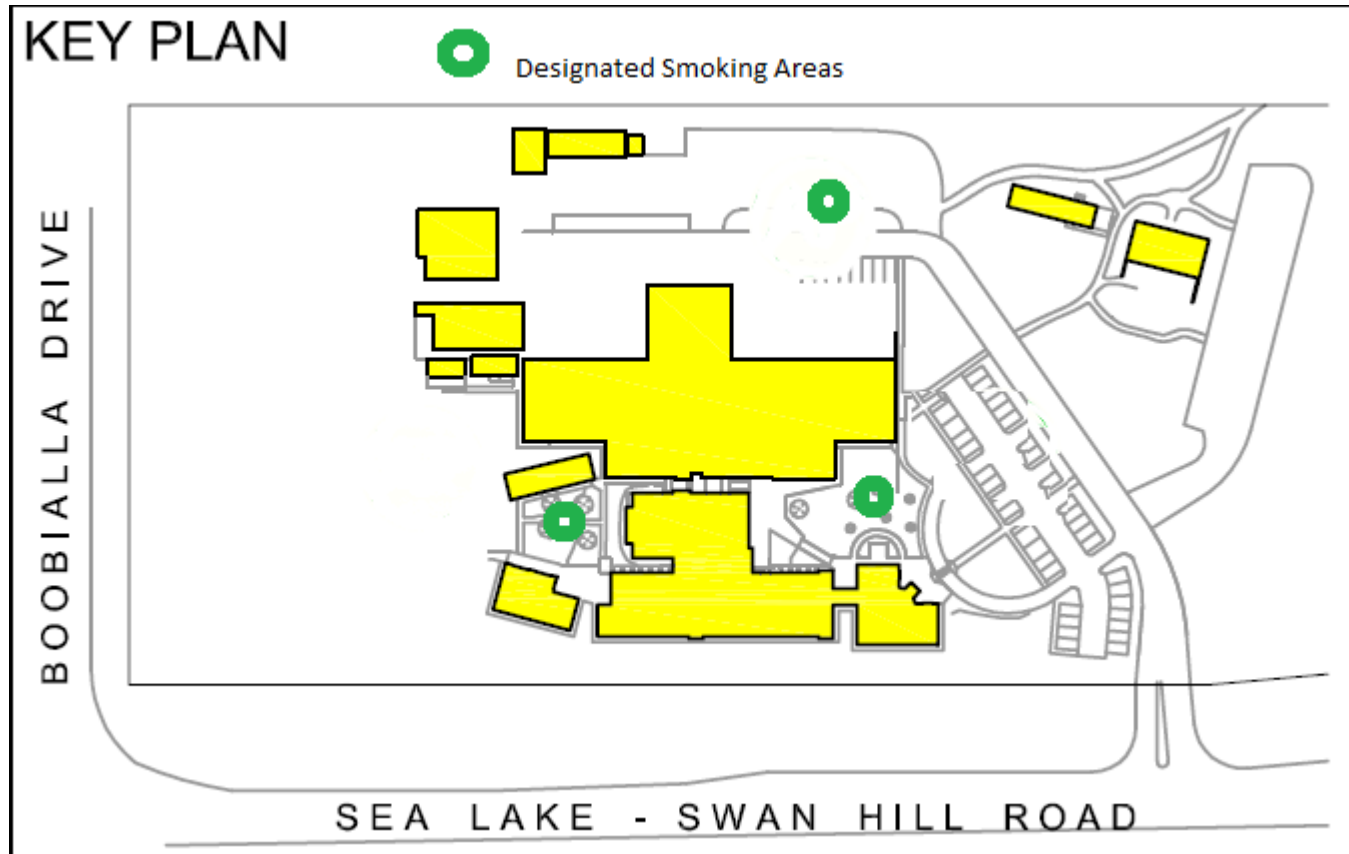 KEY PLAN
Designated Smoking Areas
BOOBIALLA DRIVE
SEA LAKE - SWAN HILL ROAD